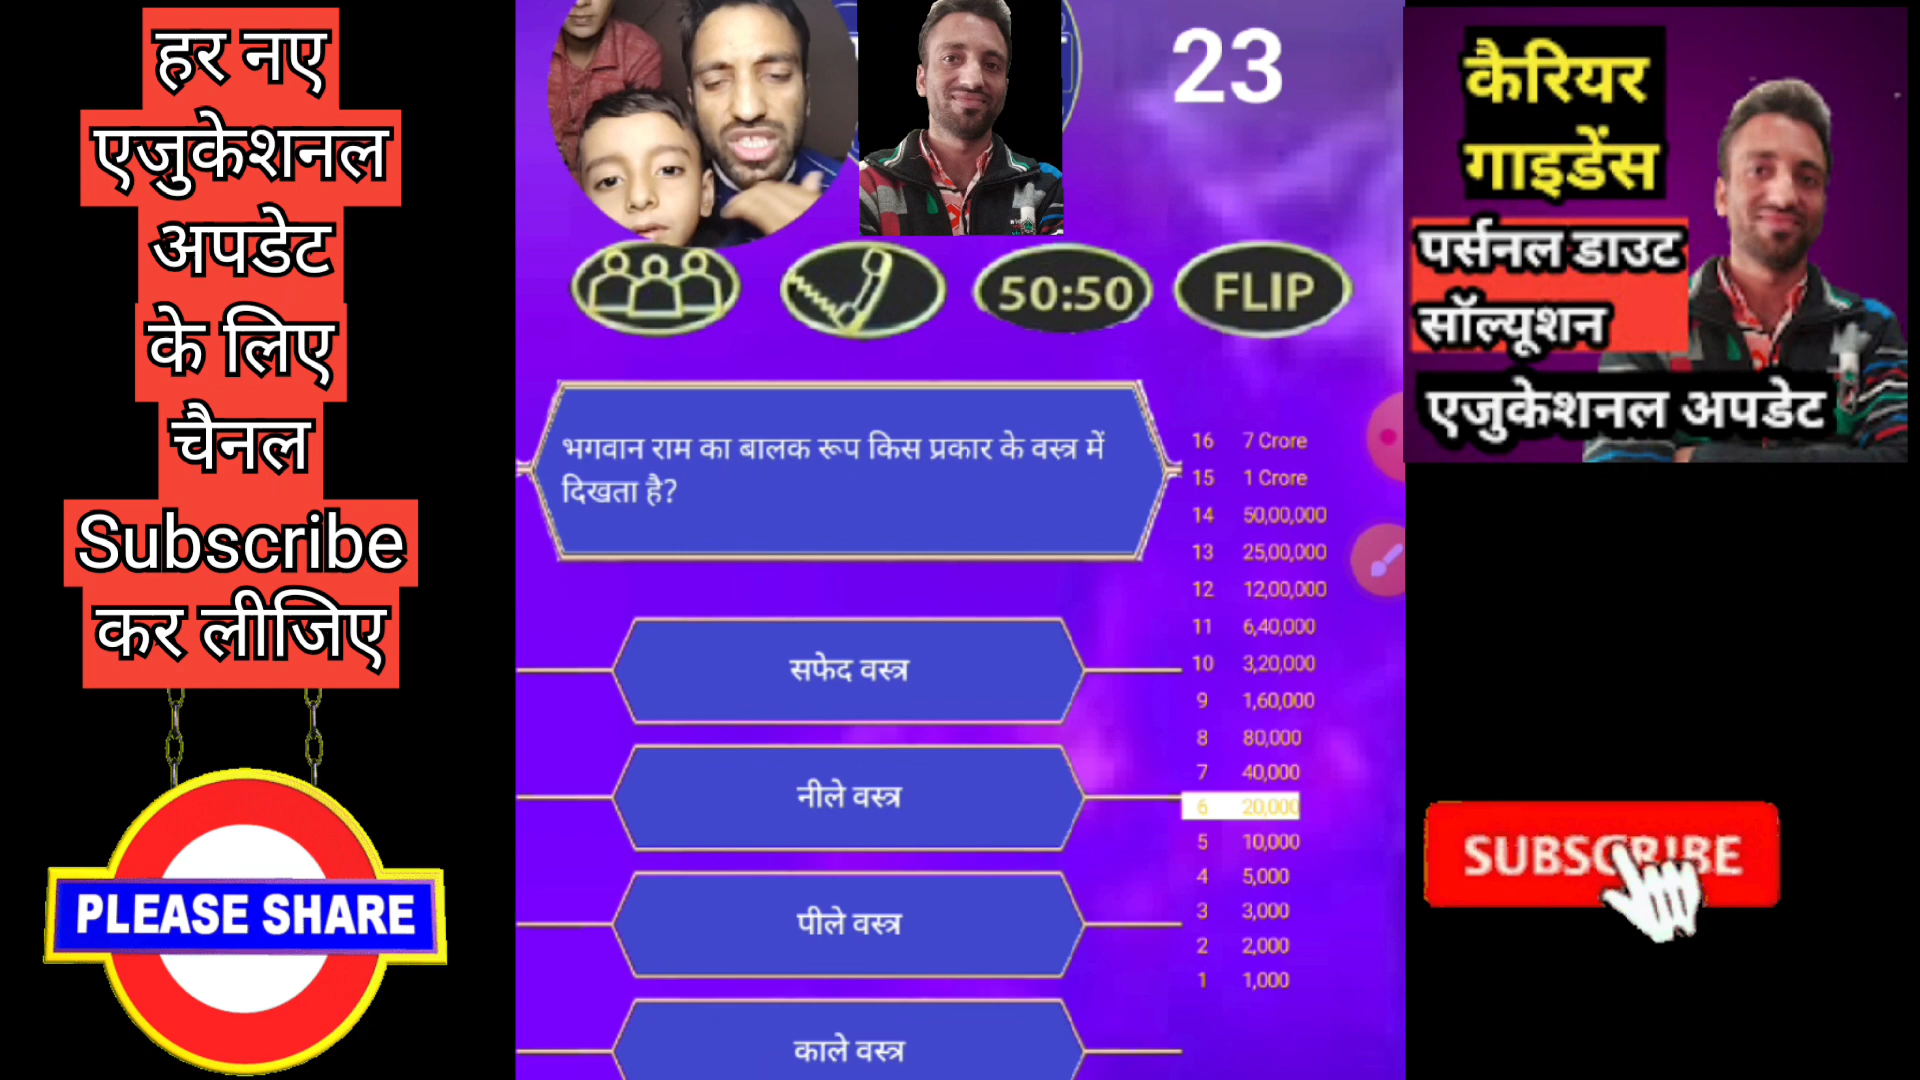 हर नए
एजुकेशनल
अपडेट
के लिए
चैनल
Subscribe
कर लीजिए
PLEASE SHARE
23
50:50
FLIP
भगवान राम का बालक रूप किस प्रकार के वस्त्र में
दिखता है?
सफेद वस्त्र
नीले वस्त्र
पीले वस्त्र
काले वस्त्र
16 7 Crore
15 1 Crore
14 50,00,000
13 25,00,000
12 12,00,000
11 6,40,000
10 3,20,000
9 1,60,000
8 80,000
7 40,000
6 20,000
5 10,000
4 5,000
3 3,000
2 2,000
1 1,000
कैरियर
गाइडेंस
पर्सनल डाउट
सॉल्यूशन
एजुकेशनल अपडेट
SUBSCRIBE